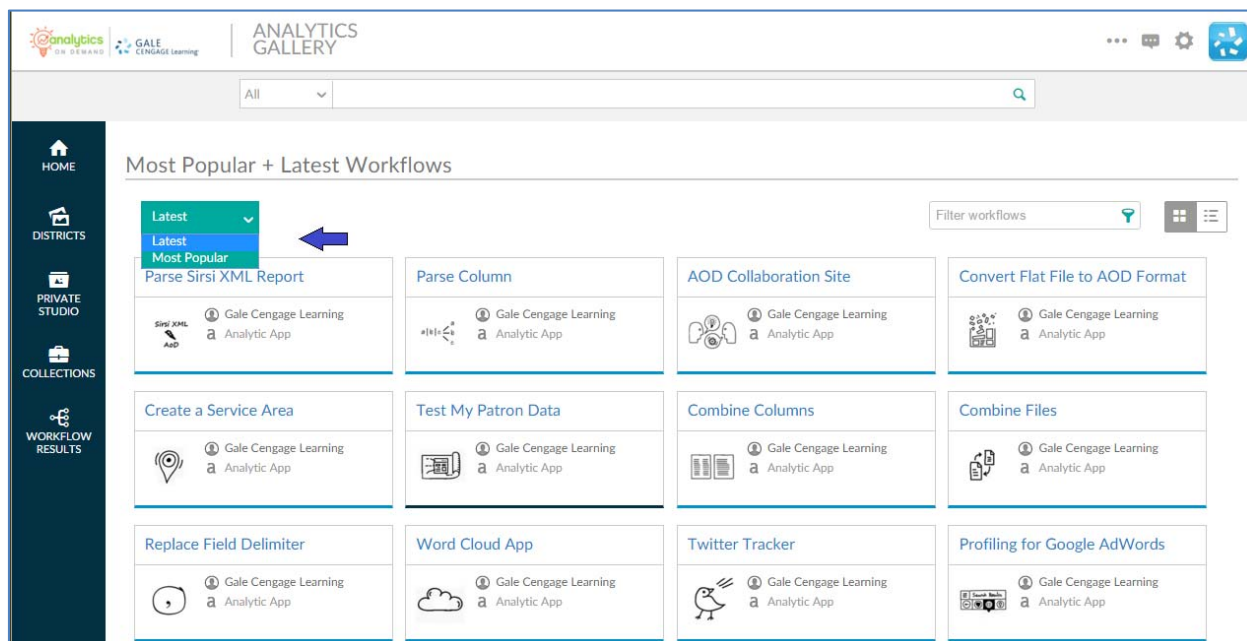 analytics
ON DEMAND
GALE
CENGAGE Learning
ANALYTICS
GALLERY
All
HOME
DISTRICTS
PRIVATE
STUDIO
COLLECTIONS
WORKFLOW
RESULTS
Most Popular + Latest Workflows
Latest
Filter workflows
Latest
Most Popular
Parse Sirsi XML Report
Sirsi XML
AoD
Gale Cengage Learning
a Analytic App
Parse Column
Gale Cengage Learning
a Analytic App
AOD Collaboration Site
Gale Cengage Learning
a Analytic App
Convert Flat File to AOD Format
Gale Cengage Learning
a Analytic App
Create a Service Area
Gale Cengage Learning
a Analytic App
Test My Patron Data
Gale Cengage Learning
a Analytic App
Combine Columns
Gale Cengage Learning
a Analytic App
Combine Files
Gale Cengage Learning
a Analytic App
Replace Field Delimiter
Gale Cengage Learning
a Analytic App
Word Cloud App
Gale Cengage Learning
a Analytic App
Twitter Tracker
Gale Cengage Learning
a Analytic App
Profiling for Google AdWords
Gale Cengage Learning
a Analytic App